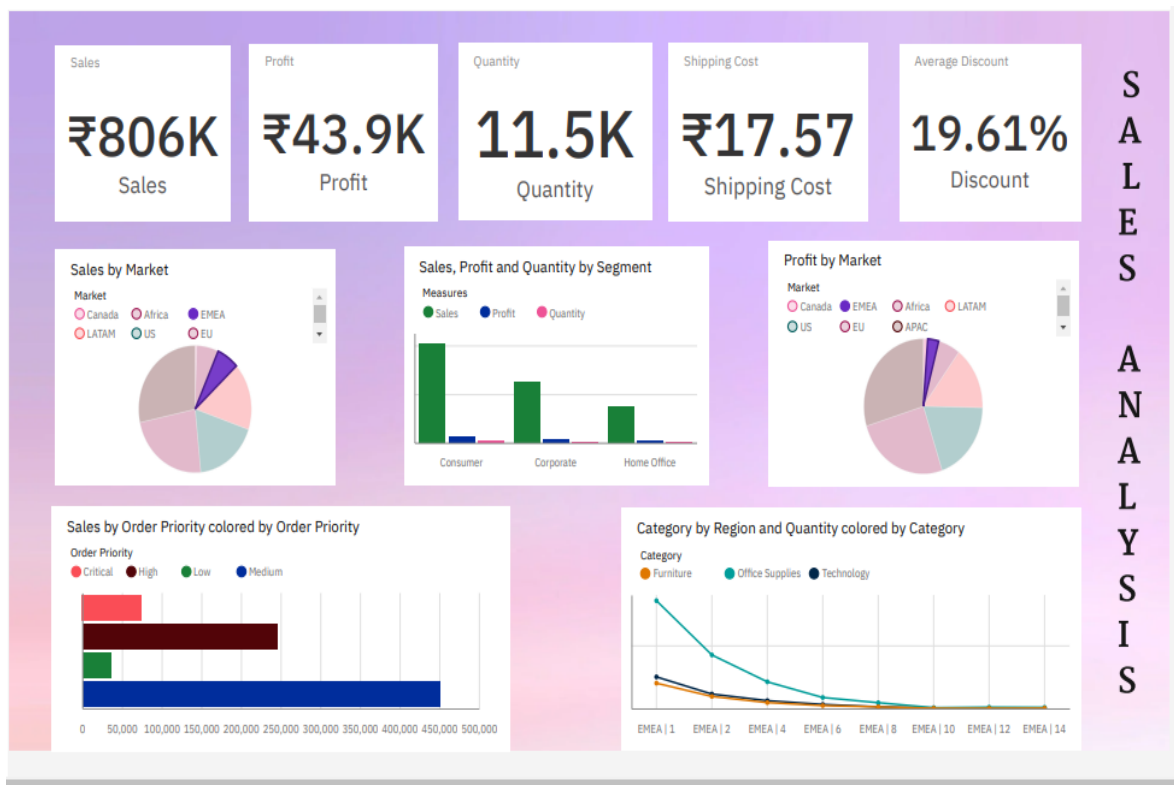 Sales
₹806K
Sales
Profit
₹43.9K
Profit
Quantity
11.5K
Quantity
Shipping Cost
₹17.57
Shipping Cost
Average Discount
19.61%
Discount
SALES ANALYSIS
Sales by Market
Market
Canada Africa EMEA
LATAM US EU
Sales, Profit and Quantity by Segment
Measures
Sales Profit Quantity
Consumer Corporate Home Office
Profit by Market
Market
Canada EMEA Africa LATAM
US EU APAC
Sales by Order Priority colored by Order Priority
Order Priority
Critical High Low Medium
0 50,000 100,000 150,000 200,000 250,000 300,000 350,000 400,000 450,000 500,000
Category by Region and Quantity colored by Category
Category
Furniture Office Supplies Technology
EMEA | 1 EMEA | 2 EMEA | 4 EMEA | 6 EMEA | 8 EMEA | 10 EMEA | 12 EMEA | 14